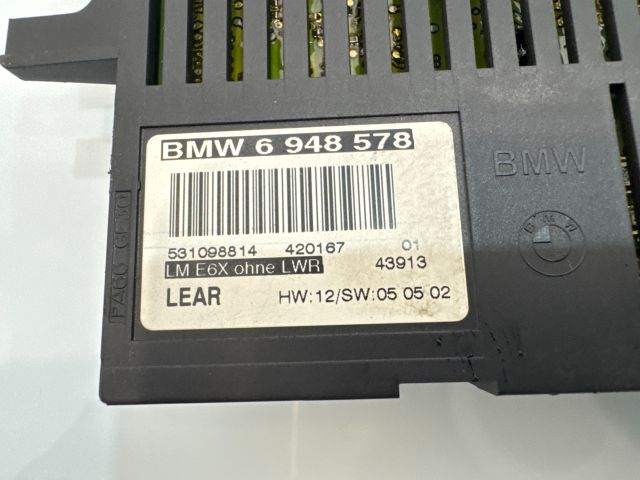 BMW 6 948 578
531098814 420167 01
LM E6X ohne LWR 43913
LEAR HW:12/SW:05 05 02
BMW
BMW